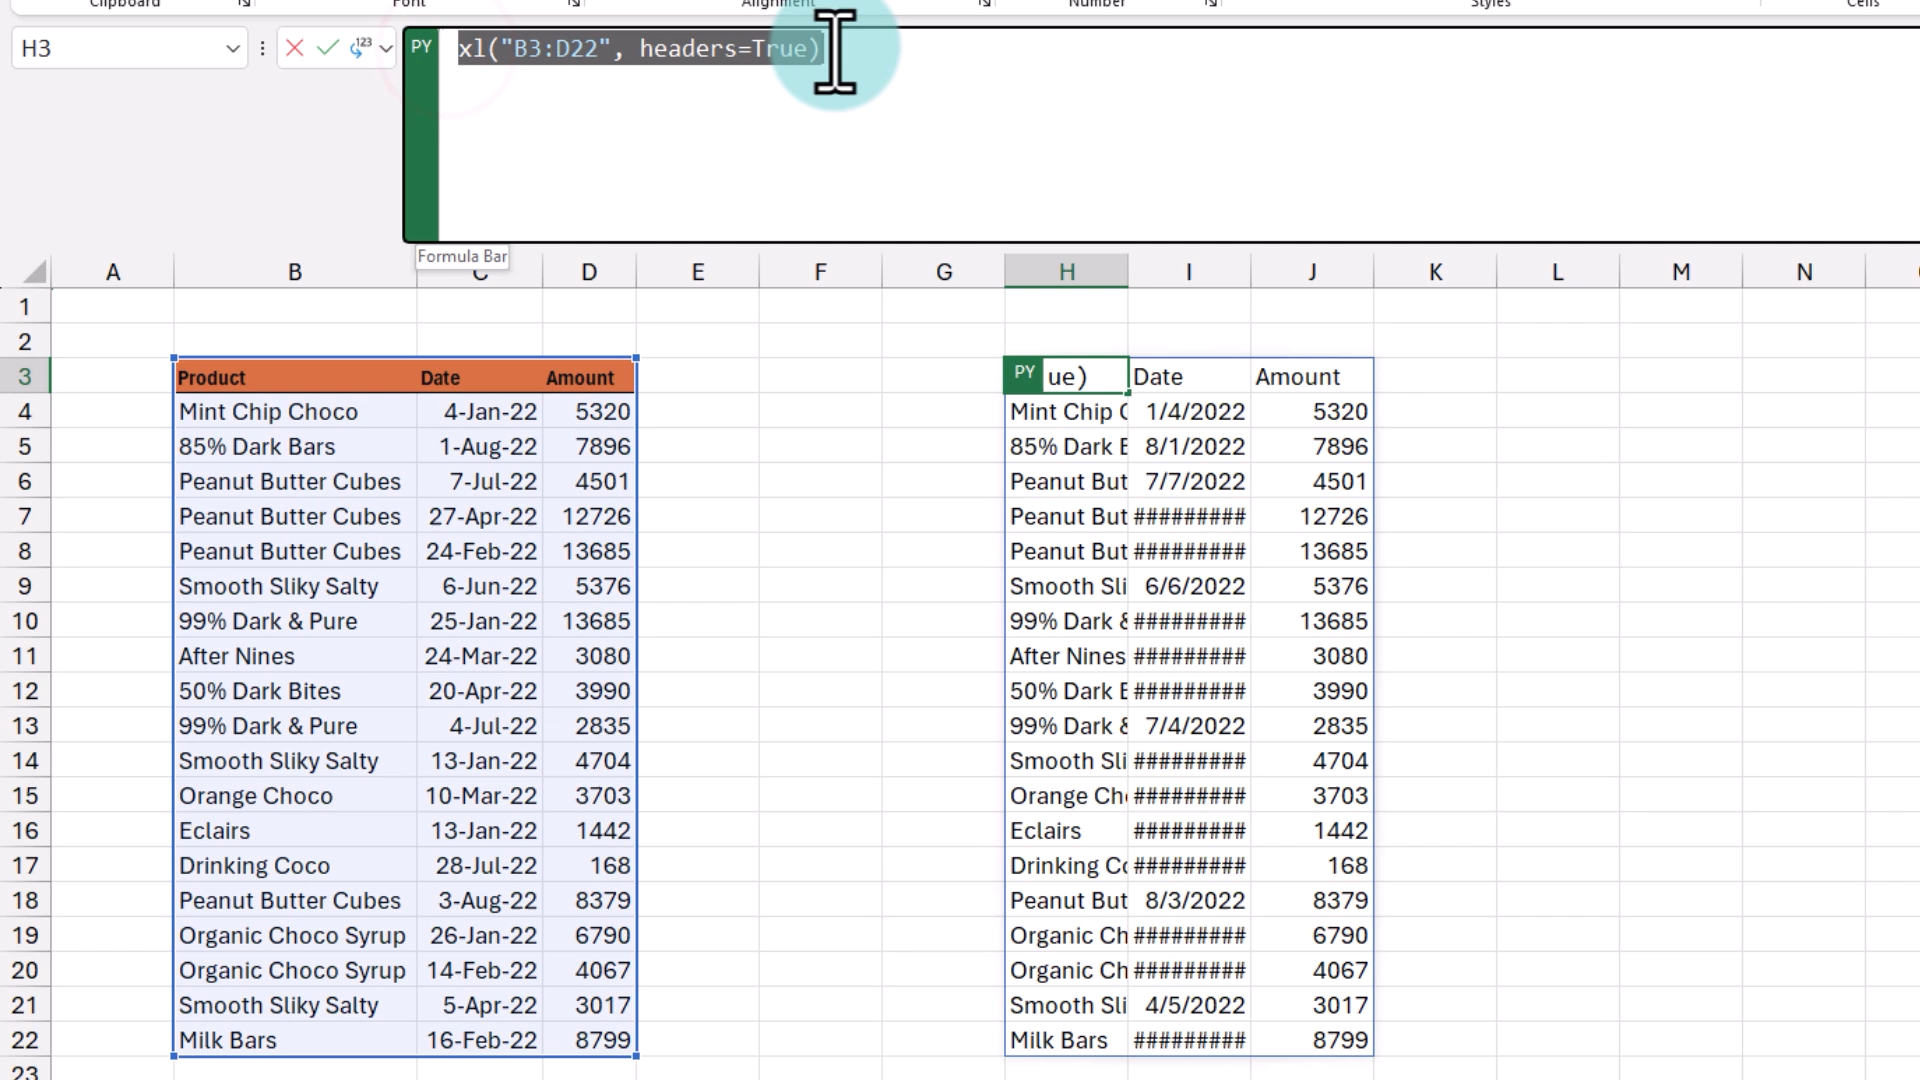 Clipboard Font Alignment Number Styles Cells
H3 PY xl("B3:D22", headers=True)
Formula Bar
A B C D E F G H I J K L M N
1
2
3 Product Date Amount PY ue) Date Amount
4 Mint Chip Choco 4-Jan-22 5320 Mint Chip 1/4/2022 5320
5 85% Dark Bars 1-Aug-22 7896 85% Dark 8/1/2022 7896
6 Peanut Butter Cubes 7-Jul-22 4501 Peanut But 7/7/2022 4501
7 Peanut Butter Cubes 27-Apr-22 12726 Peanut But ######### 12726
8 Peanut Butter Cubes 24-Feb-22 13685 Peanut But ######### 13685
9 Smooth Sliky Salty 6-Jun-22 5376 Smooth Sli 6/6/2022 5376
10 99% Dark & Pure 25-Jan-22 13685 99% Dark & ######### 13685
11 After Nines 24-Mar-22 3080 After Nines ######### 3080
12 50% Dark Bites 20-Apr-22 3990 50% Dark ######### 3990
13 99% Dark & Pure 4-Jul-22 2835 99% Dark & 7/4/2022 2835
14 Smooth Sliky Salty 13-Jan-22 4704 Smooth Sli ######### 4704
15 Orange Choco 10-Mar-22 3703 Orange Cho ######### 3703
16 Eclairs 13-Jan-22 1442 Eclairs ######### 1442
17 Drinking Coco 28-Jul-22 168 Drinking Co ######### 168
18 Peanut Butter Cubes 3-Aug-22 8379 Peanut But 8/3/2022 8379
19 Organic Choco Syrup 26-Jan-22 6790 Organic Ch ######### 6790
20 Organic Choco Syrup 14-Feb-22 4067 Organic Ch ######### 4067
21 Smooth Sliky Salty 5-Apr-22 3017 Smooth Sli 4/5/2022 3017
22 Milk Bars 16-Feb-22 8799 Milk Bars ######### 8799
23